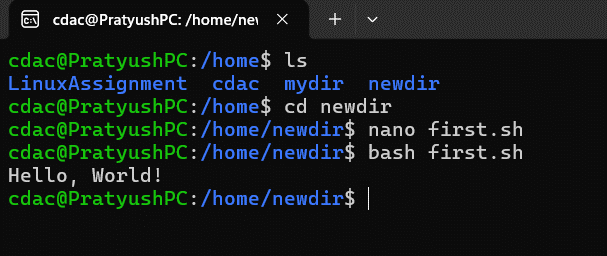 cdac@PratyushPC: /home/new
cdac@PratyushPC:/home$ ls
LinuxAssignment  cdac  mydir  newdir
cdac@PratyushPC:/home$ cd newdir
cdac@PratyushPC:/home/newdir$ nano first.sh
cdac@PratyushPC:/home/newdir$ bash first.sh
Hello, World!
cdac@PratyushPC:/home/newdir$